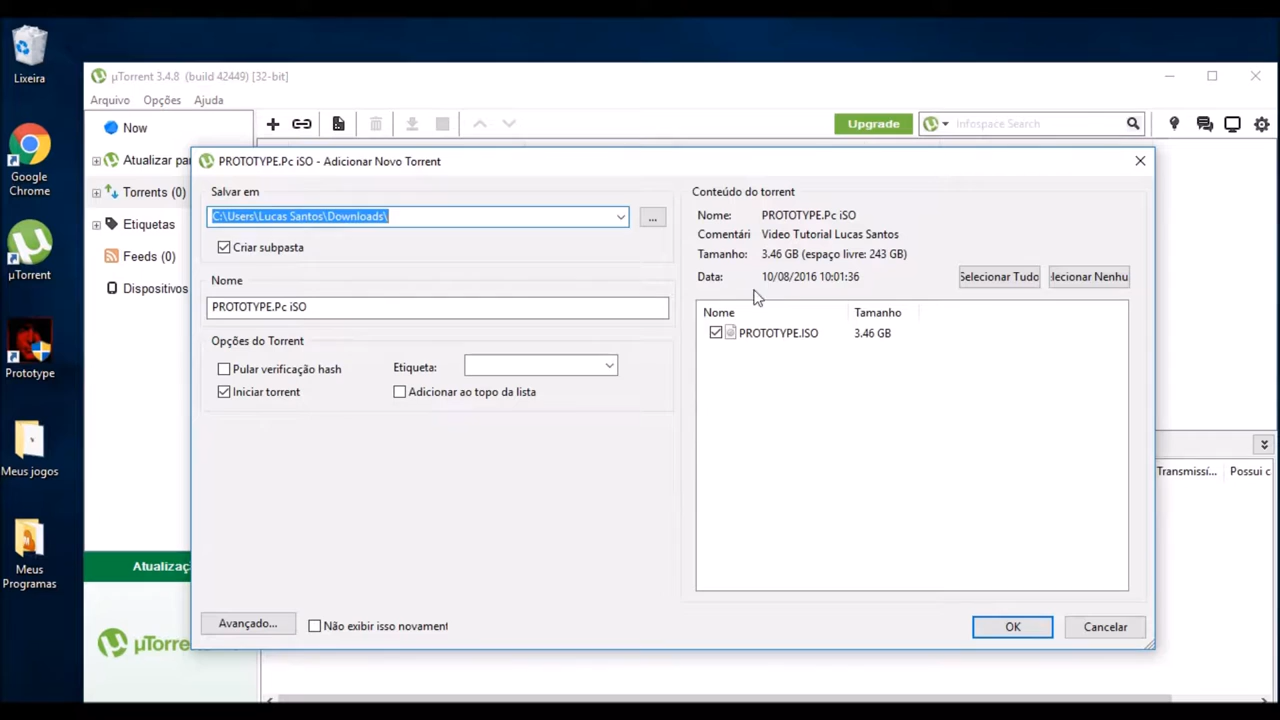 Lixeira
Google
Chrome
µTorrent
Prototype
Meus jogos
Meus
Programas
µTorrent 3.4.8 (build 42449) [32-bit]
Arquivo Opções Ajuda
Upgrade
Infospace Search
Now
Atualizar pa
Torrents (0)
Etiquetas
Feeds (0)
Dispositivos
Atualizaç
µTorre
PROTOTYPE.Pc iSO - Adicionar Novo Torrent
Salvar em
C:\Users\Lucas Santos\Downloads\
...
Criar subpasta
Nome
PROTOTYPE.Pc iSO
Opções do Torrent
Pular verificação hash
Etiqueta:
Iniciar torrent
Adicionar ao topo da lista
Avançado...
Não exibir isso novament
Conteúdo do torrent
Nome: PROTOTYPE.Pc iSO
Comentári Video Tutorial Lucas Santos
Tamanho: 3.46 GB (espaço livre: 243 GB)
Data: 10/08/2016 10:01:36
Selecionar Tudo
lecionar Nenhu
Nome Tamanho
PROTOTYPE.ISO 3.46 GB
OK
Cancelar
Transmissí... Possui c